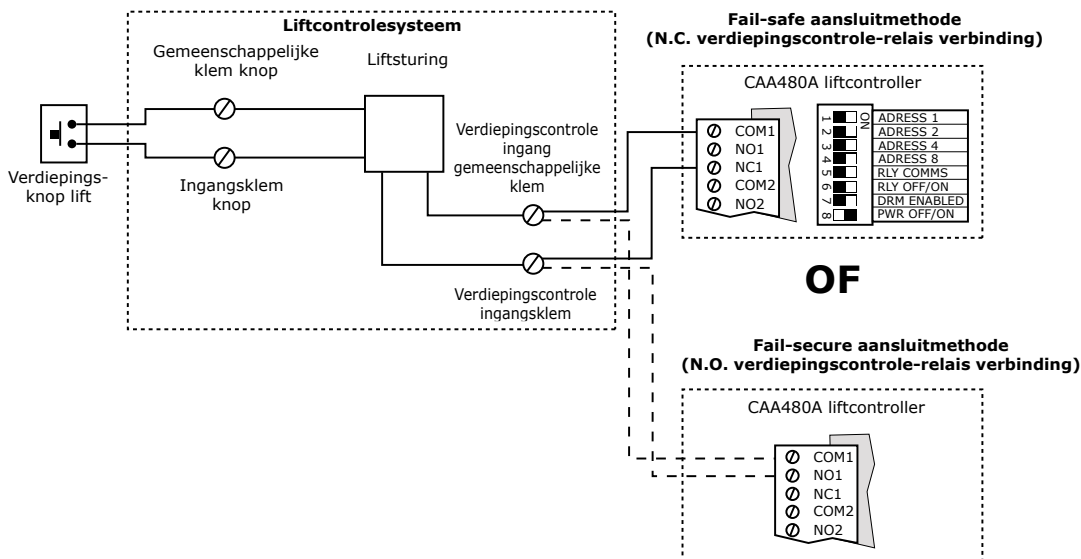 Liftcontrolesysteem
Gemeenschappelijke
klem knop
Liftsturing
Verdiepings-
knop lift
Ingangsklem
knop
Verdiepingscontrole
ingang
gemeenschappelijke
klem
Verdiepingscontrole
ingangsklem
Fail-safe aansluitmethode
(N.C. verdiepingscontrole-relais verbinding)
CAA480A liftcontroller
COM1
NO1
NC1
COM2
NO2
ON
1 ADRESS 1
2 ADRESS 2
3 ADRESS 4
4 ADRESS 8
5 RLY COMMS
6 RLY OFF/ON
7 DRM ENABLED
8 PWR OFF/ON
OF
Fail-secure aansluitmethode
(N.O. verdiepingscontrole-relais verbinding)
CAA480A liftcontroller
COM1
NO1
NC1
COM2
NO2